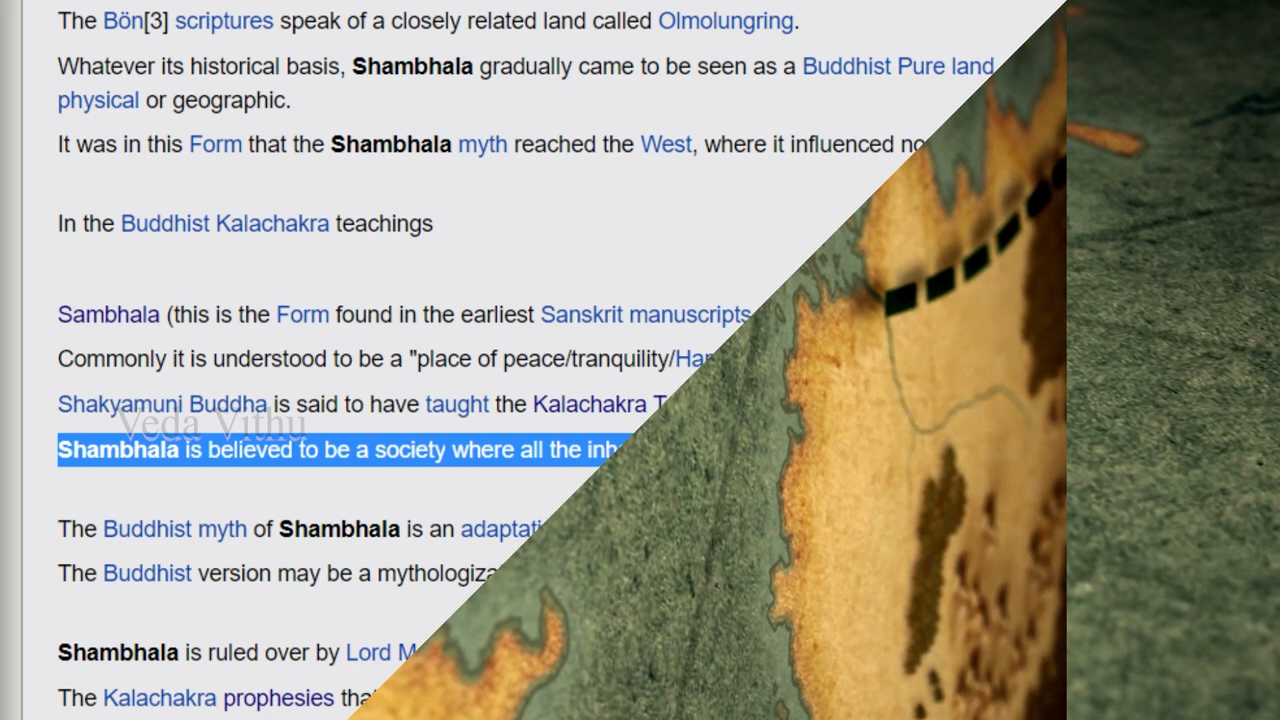 The Bön[3] scriptures speak of a closely related land called Olmolungring.
Whatever its historical basis, Shambhala gradually came to be seen as a Buddhist Pure land
physical or geographic.
It was in this Form that the Shambhala myth reached the West, where it influenced
In the Buddhist Kalachakra teachings
Sambhala (this is the Form found in the earliest Sanskrit manuscripts
Commonly it is understood to be a "place of peace/tranquility/
Shakyamuni Buddha is said to have taught the Kalachakra
Veda Vithu
Shambhala is believed to be a society where all the
The Buddhist myth of Shambhala is an
The Buddhist version may be a
Shambhala is ruled over by Lord
The Kalachakra prophesies